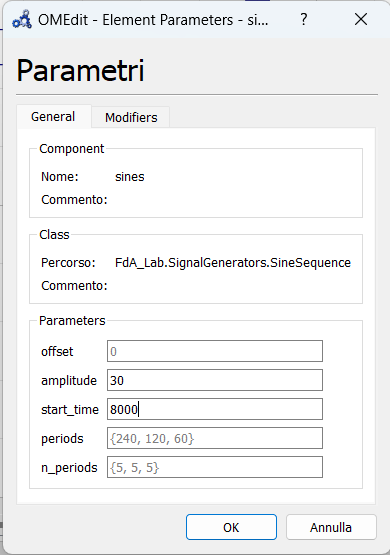 OMEdit - Element Parameters - si...
Parametri
General Modifiers
Component
Nome: sines
Commento:
Class
Percorso: FdA_Lab.SignalGenerators.SineSequence
Commento:
Parameters
offset 0
amplitude 30
start_time 8000
periods {240, 120, 60}
n_periods {5, 5, 5}
OK Annulla